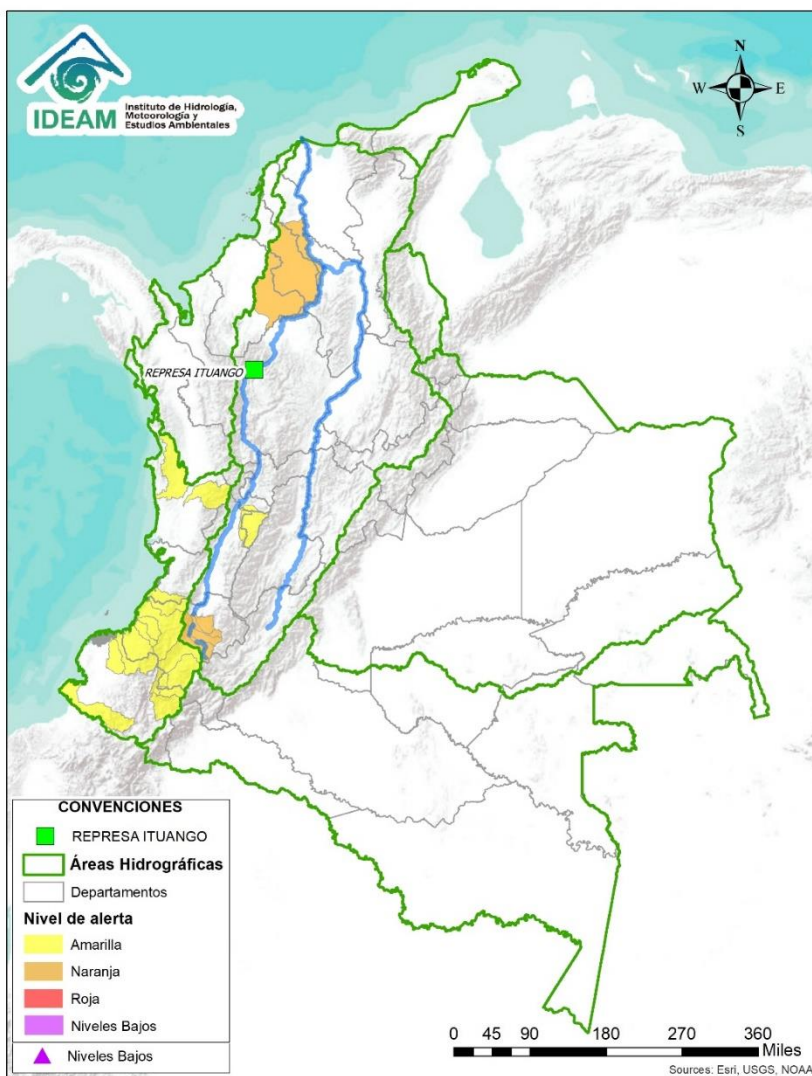 IDEAM
Instituto de Hidrología,
Meteorología y
Estudios Ambientales
N
W
E
S
REPRESA ITUANGO
CONVENCIONES
REPRESA ITUANGO
Áreas Hidrográficas
Departamentos
Nivel de alerta
Amarilla
Naranja
Roja
Niveles Bajos
Niveles Bajos
0 45 90 180 270 360
Miles
Sources: Esri, USGS, NOAA